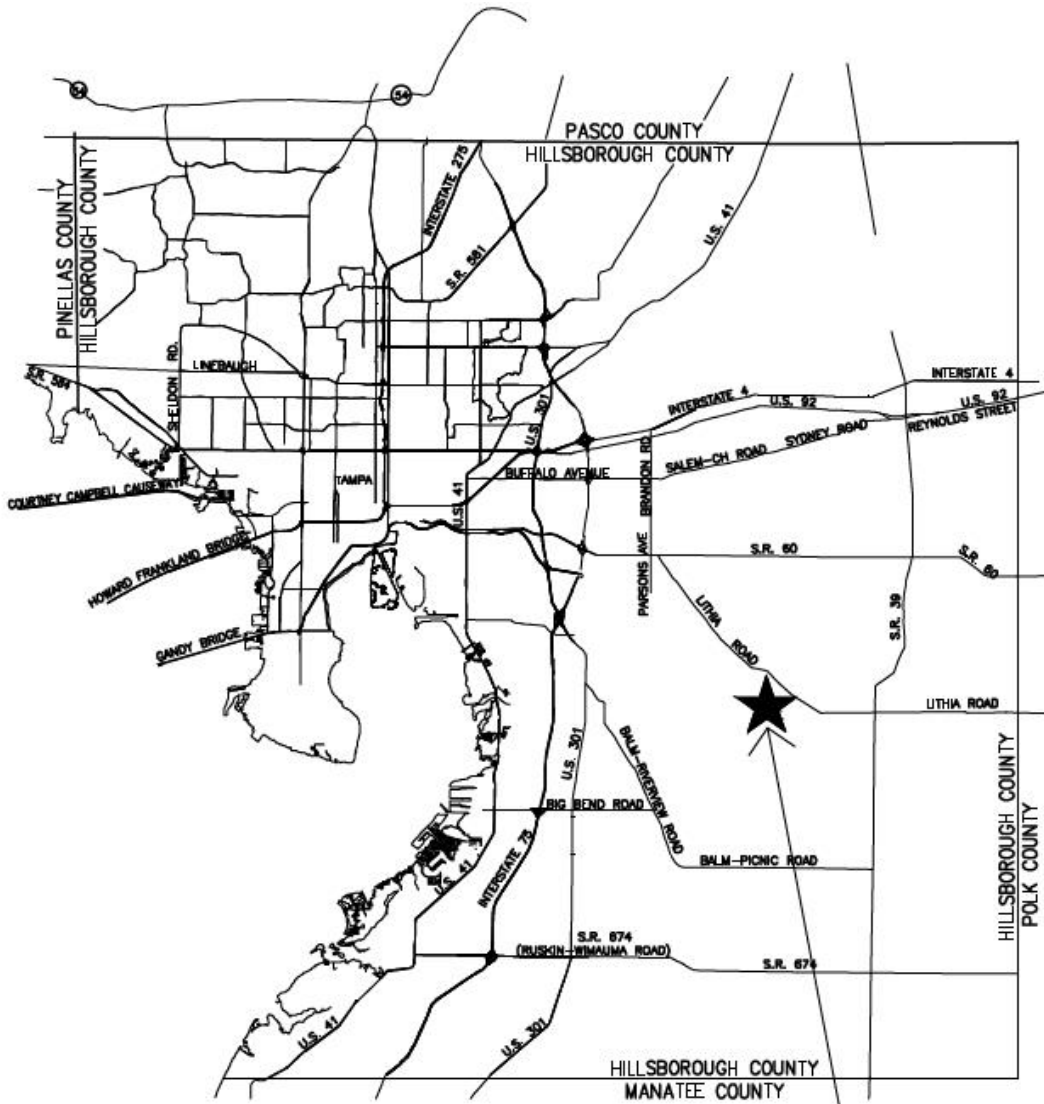 54
54
PASCO COUNTY
HILLSBOROUGH COUNTY
PINELLAS COUNTY
HILLSBOROUGH COUNTY
INTERSTATE 275
S.R. 581
U.S. 41
SHELDON RD.
LINEBAUGH
S.R. 584
U.S. 301
INTERSTATE 4
INTERSTATE 4
U.S. 92
U.S. 92
REYNOLDS STREET
SYDNEY ROAD
SALEM-CH ROAD
BUFFALO AVENUE
BRANDON RD.
PARSONS AVE
TAMPA
U.S. 41
COURTNEY CAMPBELL CAUSEWAY
HOWARD FRANKLAND BRIDGE
GANDY BRIDGE
S.R. 60
S.R. 60
S.R. 39
LITHIA ROAD
LITHIA ROAD
U.S. 301
BALM-RIVERVIEW ROAD
BIG BEND ROAD
INTERSTATE 75
U.S. 41
BALM-PICNIC ROAD
HILLSBOROUGH COUNTY
POLK COUNTY
S.R. 674
(RUSKIN-WIMAUMA ROAD)
S.R. 674
U.S. 41
U.S. 301
HILLSBOROUGH COUNTY
MANATEE COUNTY